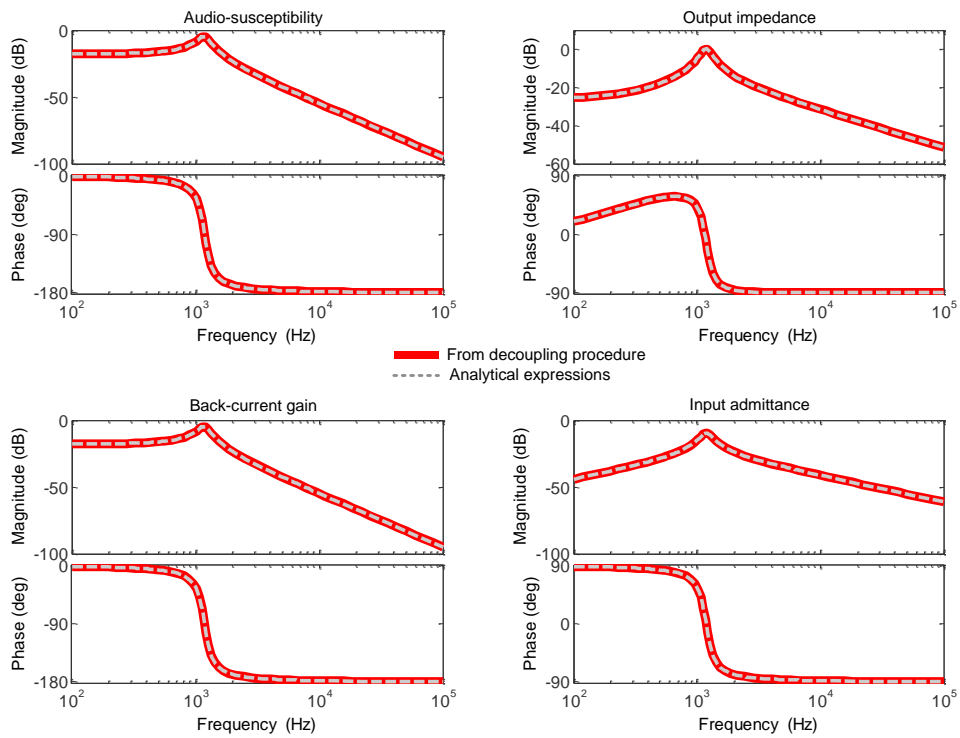 Audio-susceptibility
Magnitude (dB)
0
-50
-100
Phase (deg)
0
-90
-180
10^2 10^3 10^4 10^5
Frequency (Hz)
Output impedance
Magnitude (dB)
0
-20
-40
-60
Phase (deg)
90
0
-90
10^2 10^3 10^4 10^5
Frequency (Hz)
From decoupling procedure
Analytical expressions
Back-current gain
Magnitude (dB)
0
-50
-100
Phase (deg)
0
-90
-180
10^2 10^3 10^4 10^5
Frequency (Hz)
Input admittance
Magnitude (dB)
0
-50
-100
Phase (deg)
90
0
-90
10^2 10^3 10^4 10^5
Frequency (Hz)